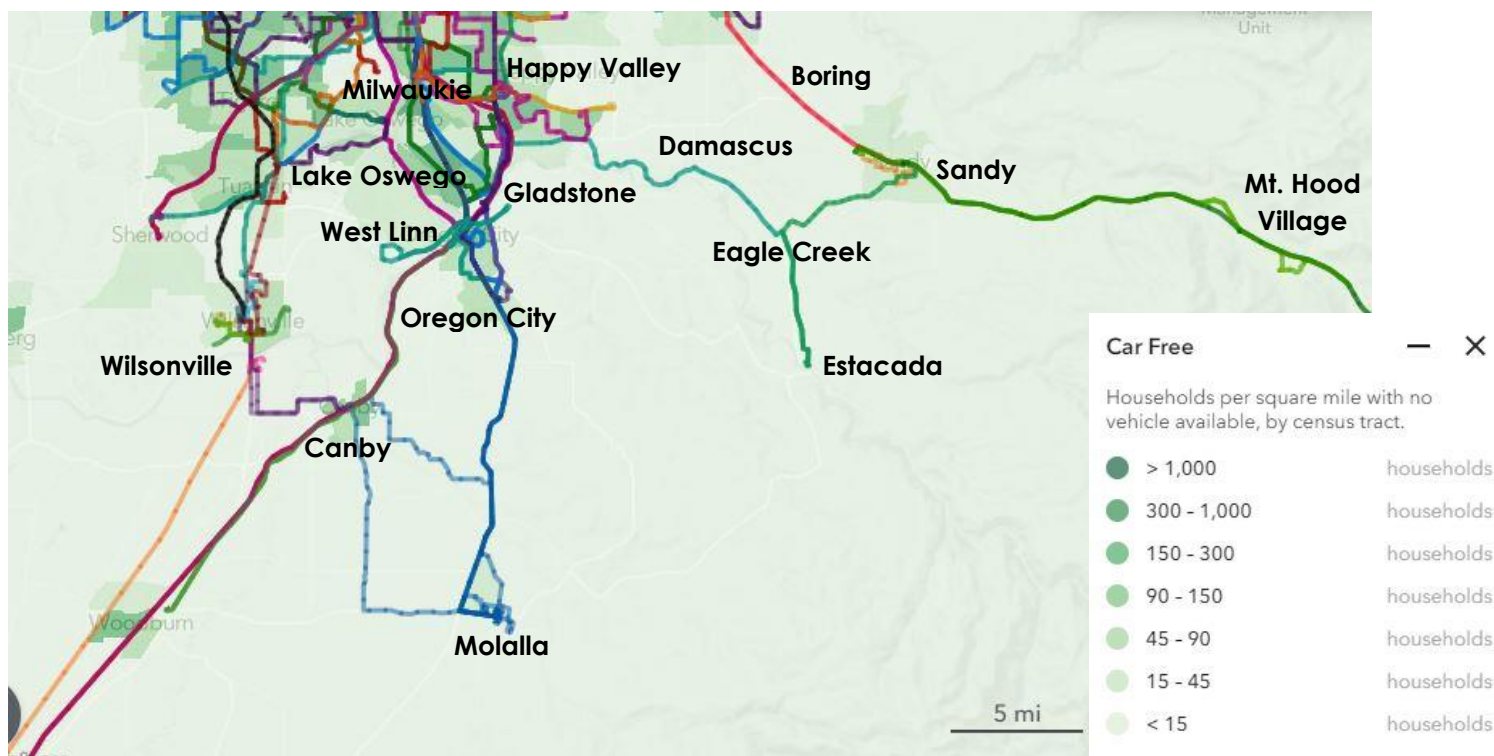 Management
Unit
Happy Valley
Boring
Milwaukie
Damascus
Sandy
Lake Oswego
Gladstone
Mt. Hood
Village
Sherwood
West Linn
Eagle Creek
Oregon City
Wilsonville
Estacada
Canby
Woodburn
Molalla
5 mi
Car Free
Households per square mile with no
vehicle available, by census tract.
> 1,000 households
300 - 1,000 households
150 - 300 households
90 - 150 households
45 - 90 households
15 - 45 households
< 15 households